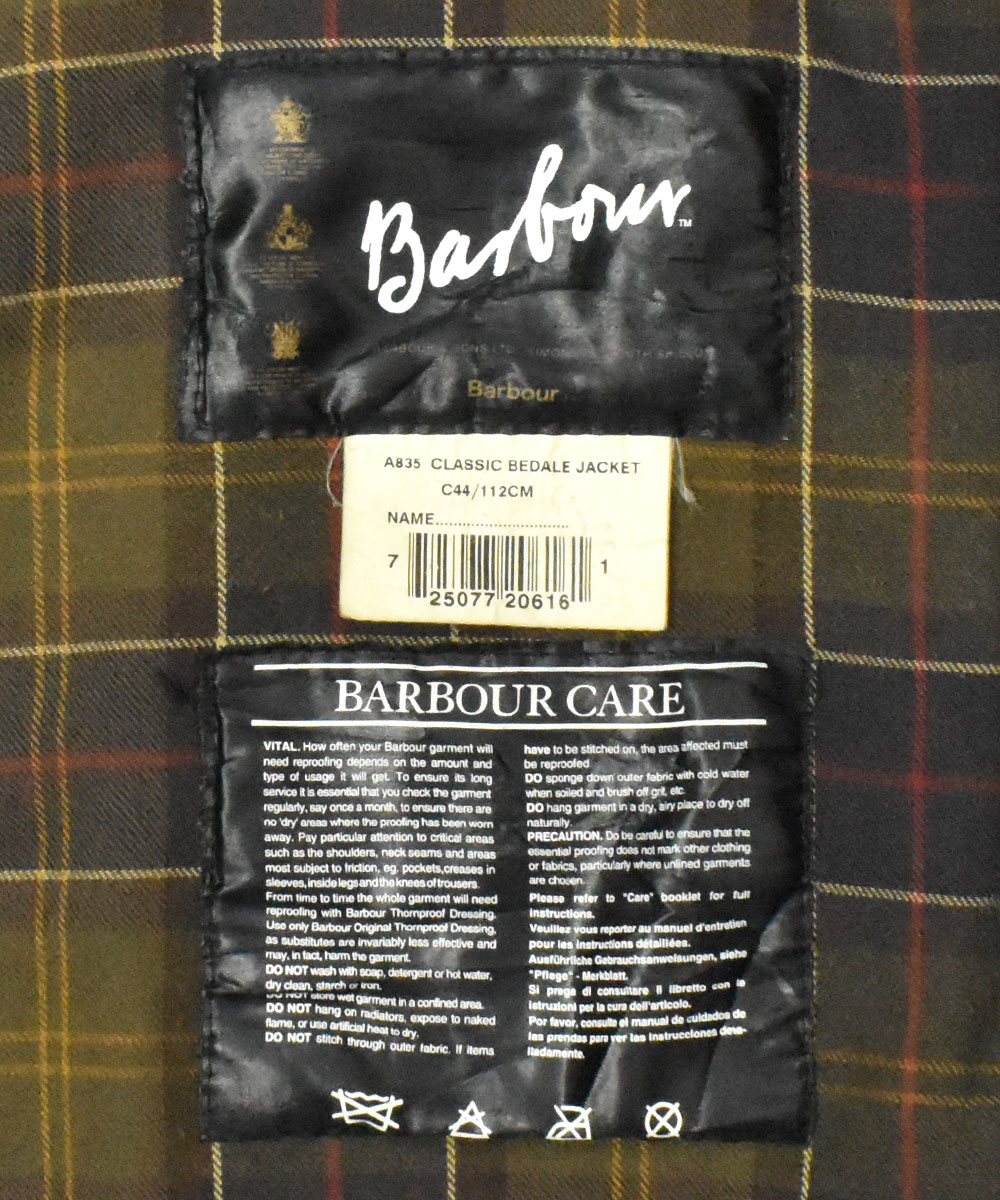 Barbour™
Barbour
A835 CLASSIC BEDALE JACKET
C44/112CM
NAME..............................
7 25077 20616 1
BARBOUR CARE
VITAL. How often your Barbour garment will
need reproofing depends on the amount and
type of usage it will get. To ensure its long
service it is essential that you check the garment
regularly, say once a month, to ensure there are
no 'dry' areas where the proofing has been worn
away. Pay particular attention to critical areas
such as the shoulders, neck seams and areas
most subject to friction, eg. pockets,creases in
sleeves, inside legs and the knees of trousers.
From time to time the whole garment will need
reproofing with Barbour Thornproof Dressing.
Use only Barbour Original Thornproof Dressing,
as substitutes are invariably less effective and
may, in fact, harm the garment.
DO NOT wash with soap, detergent or hot water,
dry clean, starch or iron.
DO NOT store wet garment in a confined area.
DO NOT hang on radiators, expose to naked
flame, or use artificial heat to dry.
DO NOT stitch through outer fabric. If items
have to be stitched on, the area affected must
be reproofed
DO sponge down outer fabric with cold water
when soiled and brush off grit, etc.
DO hang garment in a dry, airy place to dry off
naturally.
PRECAUTION. Do be careful to ensure that the
essential proofing does not mark other clothing
or fabrics, particularly where unlined garments
are chosen.
Please refer to "Care" booklet for full
instructions.
Veuillez vous reporter au manuel d'entretien
pour les instructions détaillées.
Ausführliche Gebrauchsanweisungen, siehe
"Pflege" - Merkblatt.
Si prega di consultare il libretto con le
istruzioni per la cura dell'articolo.
Por favor, consulte el manual de cuidados de
las prendas para ver las instrucciones deta-
lladamente.